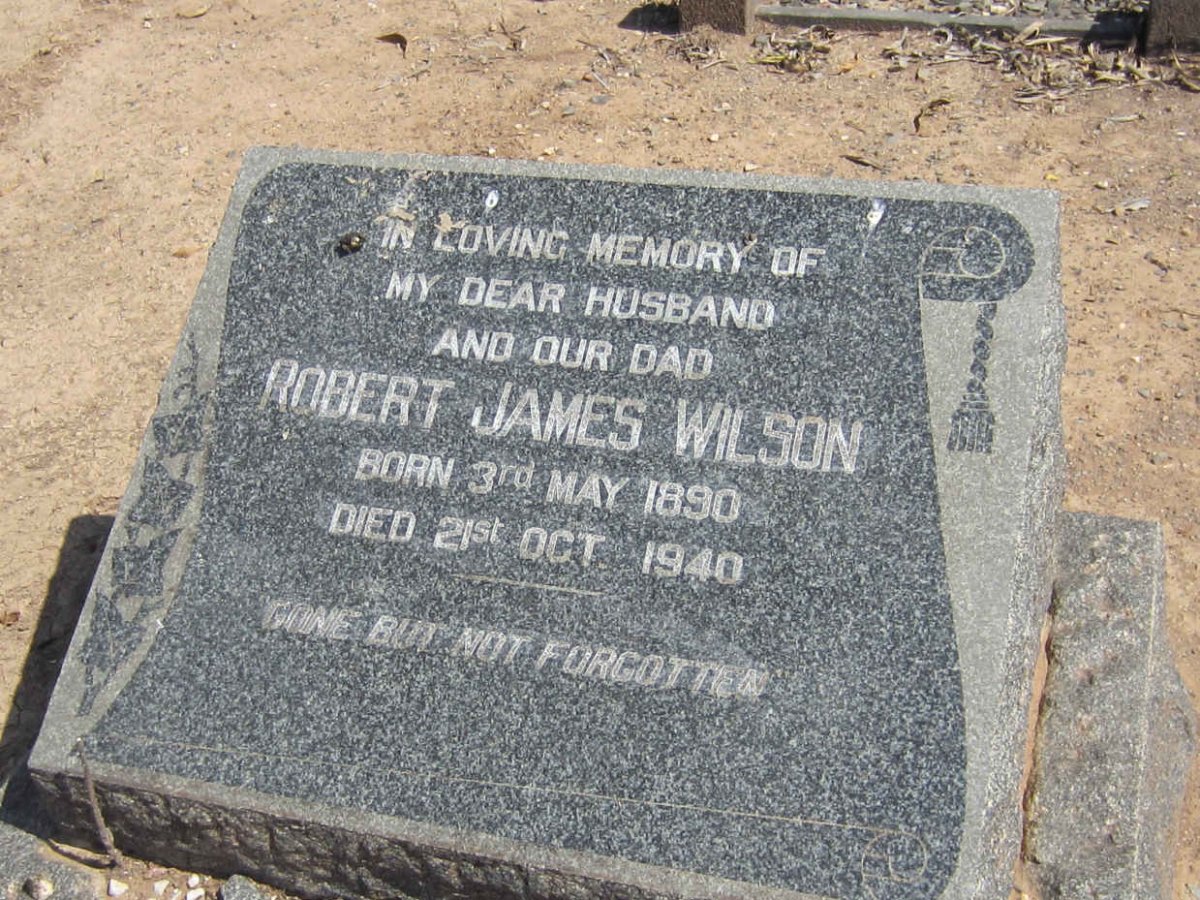 IN LOVING MEMORY OF
MY DEAR HUSBAND
AND OUR DAD
ROBERT JAMES WILSON
BORN 3rd MAY 1890
DIED 21st OCT. 1940
GONE BUT NOT FORGOTTEN